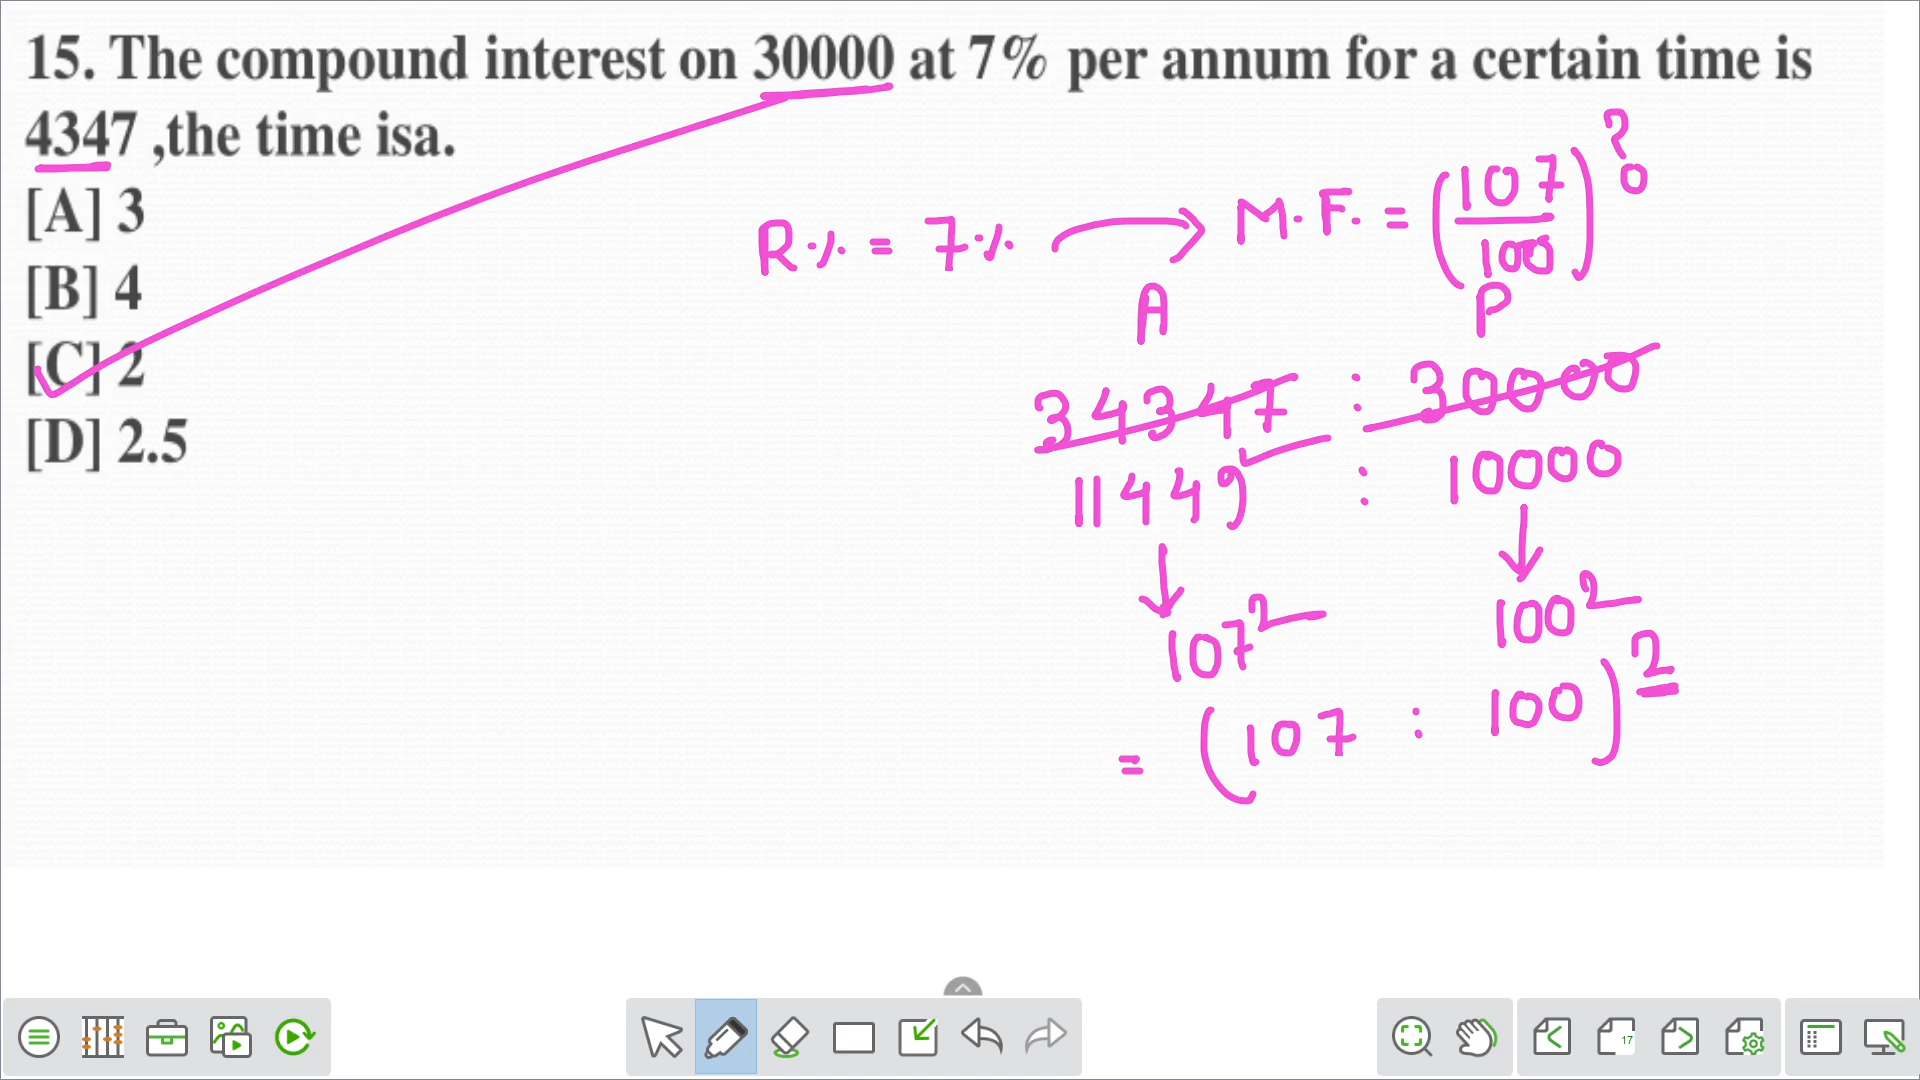 15. The compound interest on 30000 at 7% per annum for a certain time is
4347 ,the time isa.
[A] 3
[B] 4
[C] 2
[D] 2.5
R% = 7% → M.F. = (107/100)^?
A P
34347 : 30000
11449 : 10000
↓ ↓
107² 100²
= (107 : 100)²
17